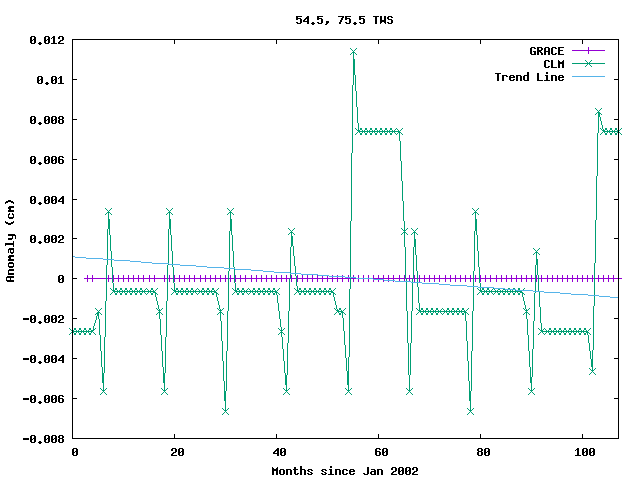 54.5, 75.5 TWS
GRACE
CLM
Trend Line
0.012
0.01
0.008
0.006
0.004
0.002
0
-0.002
-0.004
-0.006
-0.008
Anomaly (cm)
0 20 40 60 80 100
Months since Jan 2002